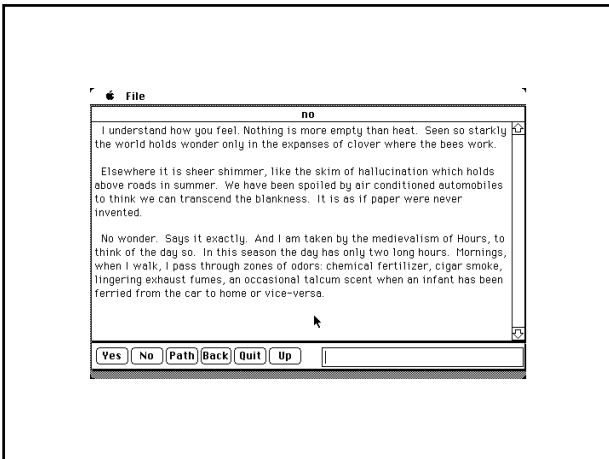 File
no
I understand how you feel. Nothing is more empty than heat.  Seen so starkly
the world holds wonder only in the expanses of clover where the bees work.
Elsewhere it is sheer shimmer, like the skim of hallucination which holds
above roads in summer.  We have been spoiled by air conditioned automobiles
to think we can transcend the blankness.  It is as if paper were never
invented.
No wonder.  Says it exactly.  And I am taken by the medievalism of Hours, to
think of the day so.  In this season the day has only two long hours.  Mornings,
when I walk, I pass through zones of odors: chemical fertilizer, cigar smoke,
lingering exhaust fumes, an occasional talcum scent when an infant has been
ferried from the car to home or vice-versa.
Yes No Path Back Quit Up